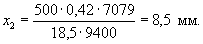 x₂ = 500·0,42·7079 / 18,5·9400 = 8,5 мм.